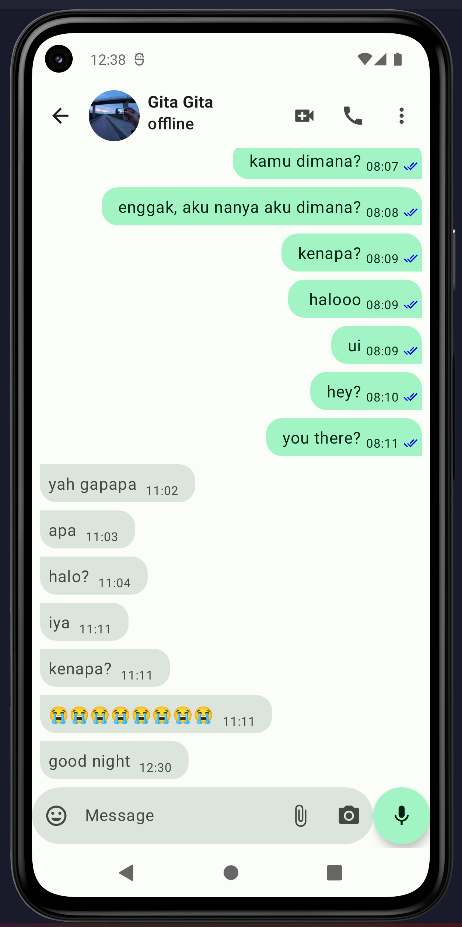 12:38
Gita Gita
offline
kamu dimana? 08:07
enggak, aku nanya aku dimana? 08:08
kenapa? 08:09
halooo 08:09
ui 08:09
hey? 08:10
you there? 08:11
yah gapapa 11:02
apa 11:03
halo? 11:04
iya 11:11
kenapa? 11:11
😭😭😭😭😭😭😭😭 11:11
good night 12:30
Message